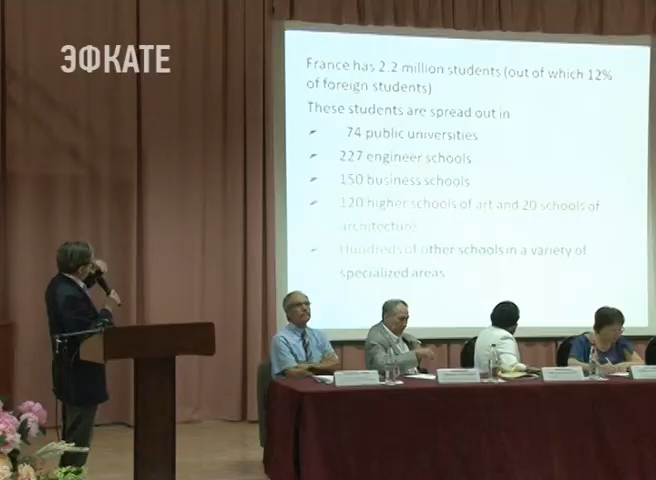 ЭФКАТЕ
France has 2.2 million students (out of which 12%
of foreign students)
These students are spread out in
74 public universities
227 engineer schools
150 business schools
120 higher schools of art and 20 schools of
architecture
Hundreds of other schools in a variety of
specialized areas